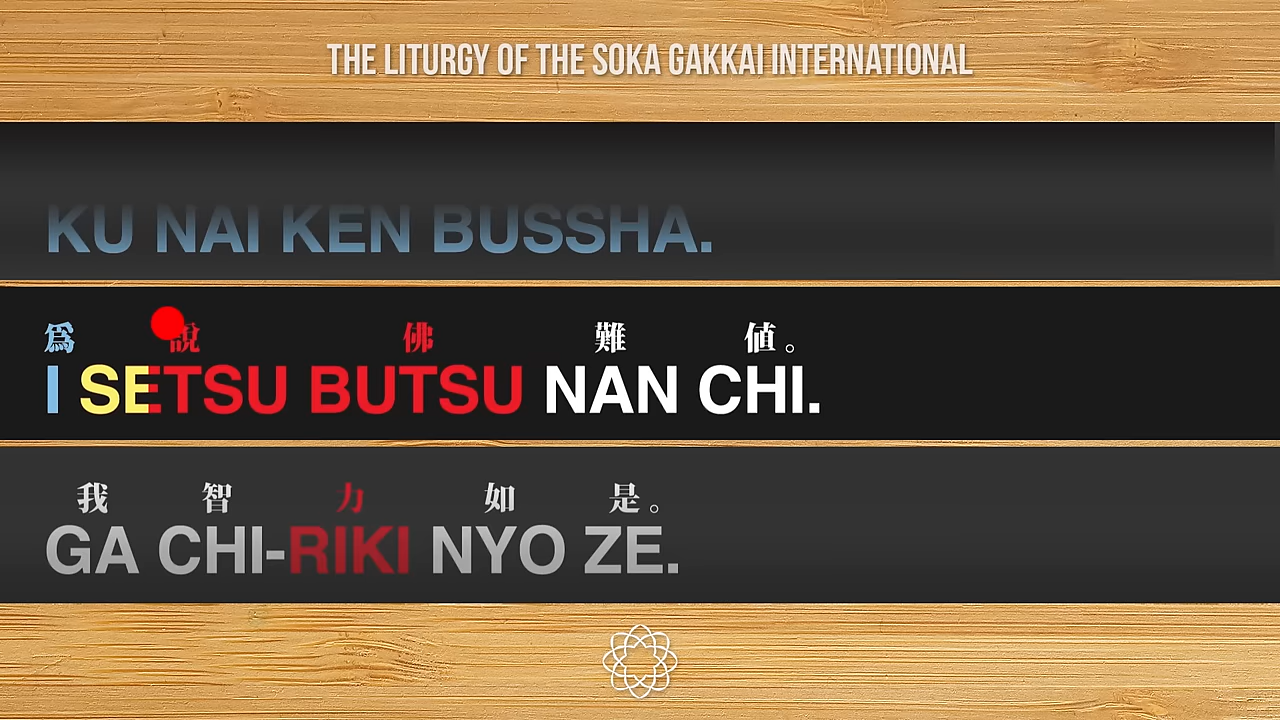 THE LITURGY OF THE SOKA GAKKAI INTERNATIONAL
KU NAI KEN BUSSHA.
爲 說 佛 難 値。
I SETSU BUTSU NAN CHI.
我 智 力 如 是。
GA CHI-RIKI NYO ZE.